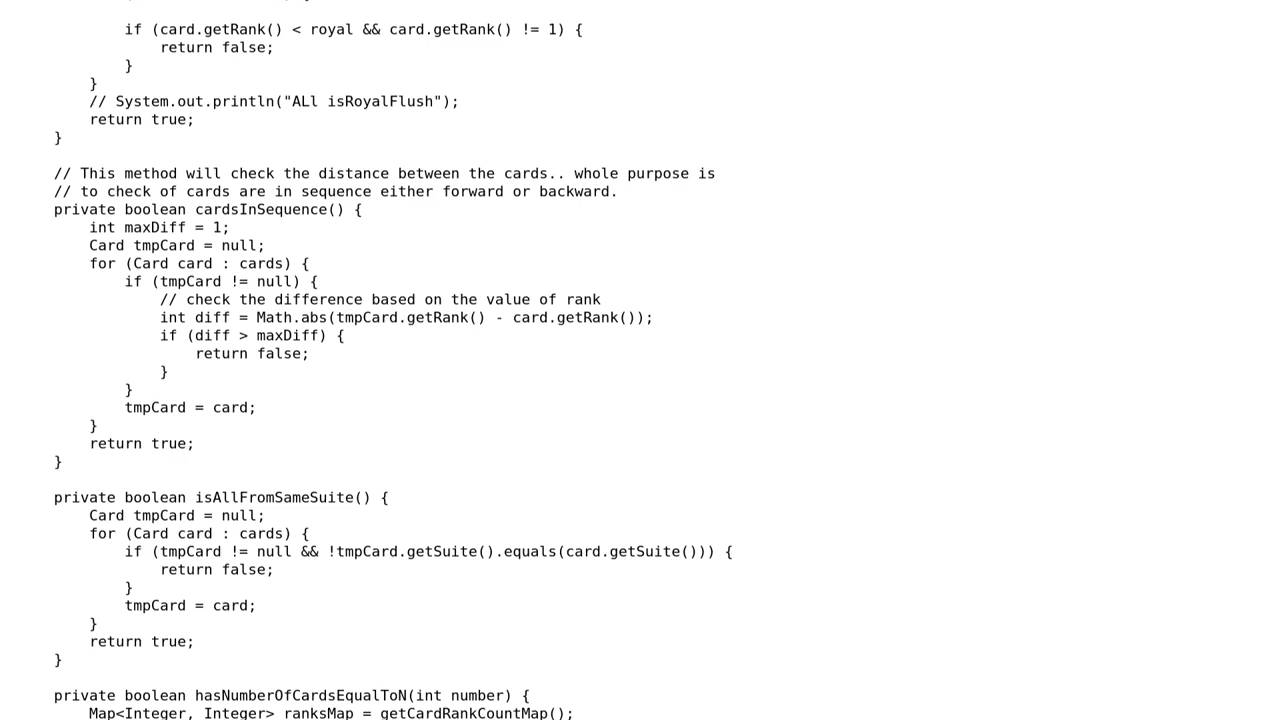 if (card.getRank() < royal && card.getRank() != 1) {
return false;
}
}
// System.out.println("ALl isRoyalFlush");
return true;
}
// This method will check the distance between the cards.. whole purpose is
// to check of cards are in sequence either forward or backward.
private boolean cardsInSequence() {
int maxDiff = 1;
Card tmpCard = null;
for (Card card : cards) {
if (tmpCard != null) {
// check the difference based on the value of rank
int diff = Math.abs(tmpCard.getRank() - card.getRank());
if (diff > maxDiff) {
return false;
}
}
tmpCard = card;
}
return true;
}
private boolean isAllFromSameSuite() {
Card tmpCard = null;
for (Card card : cards) {
if (tmpCard != null && !tmpCard.getSuite().equals(card.getSuite())) {
return false;
}
tmpCard = card;
}
return true;
}
private boolean hasNumberOfCardsEqualToN(int number) {
Map<Integer, Integer> ranksMap = getCardRankCountMap();